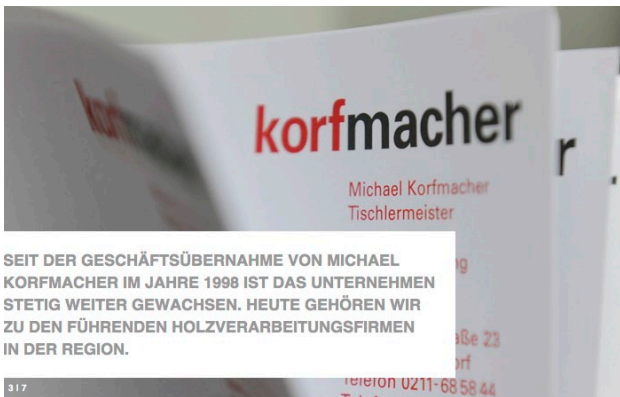 korfmacher
Michael Korfmacher
Tischlermeister
SEIT DER GESCHÄFTSÜBERNAHME VON MICHAEL
KORFMACHER IM JAHRE 1998 IST DAS UNTERNEHMEN
STETIG WEITER GEWACHSEN. HEUTE GEHÖREN WIR
ZU DEN FÜHRENDEN HOLZVERARBEITUNGSFIRMEN
IN DER REGION.
23
Telefon 0211-68 58 44
3 | 7